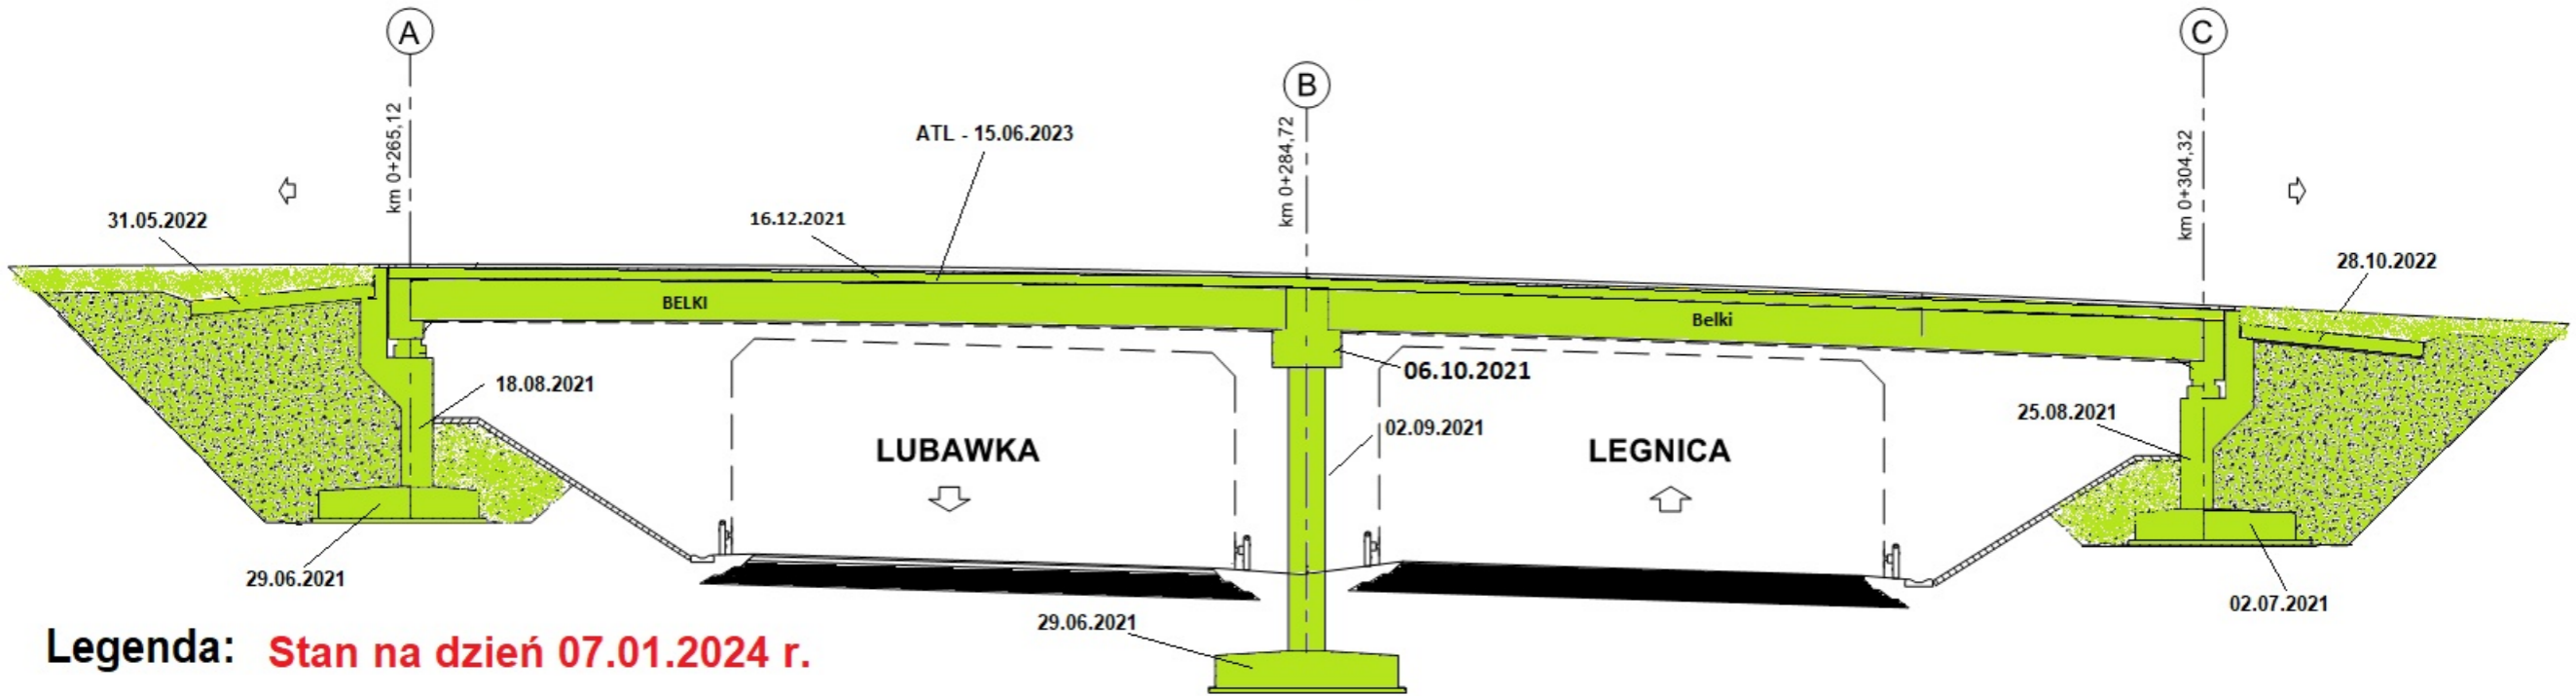 A
B
C
km 0+265,12
km 0+284,72
km 0+304,32
ATL - 15.06.2023
31.05.2022
16.12.2021
28.10.2022
BELKI
Belki
06.10.2021
18.08.2021
25.08.2021
02.09.2021
LUBAWKA
LEGNICA
29.06.2021
02.07.2021
29.06.2021
Legenda: Stan na dzień 07.01.2024 r.